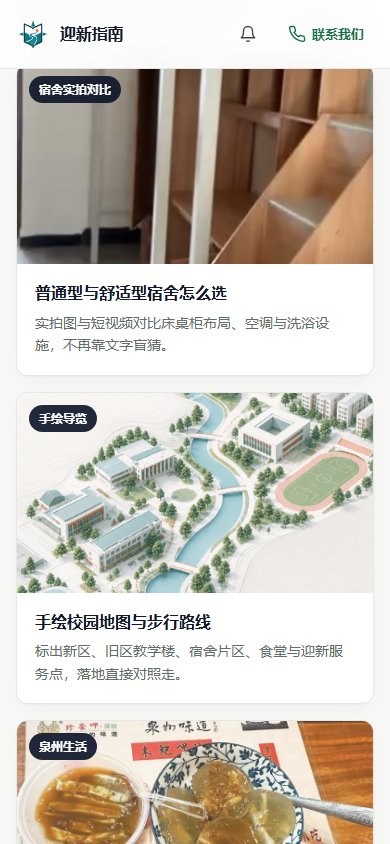 迎新指南
联系我们
宿舍实拍对比
普通型与舒适型宿舍怎么选
实拍图与短视频对比床桌柜布局、空调与洗浴设
施，不再靠文字盲猜。
手绘导览
手绘校园地图与步行路线
标出新区、旧区教学楼、宿舍片区、食堂与迎新服
务点，落地直接对照走。
泉州生活
泉州味道